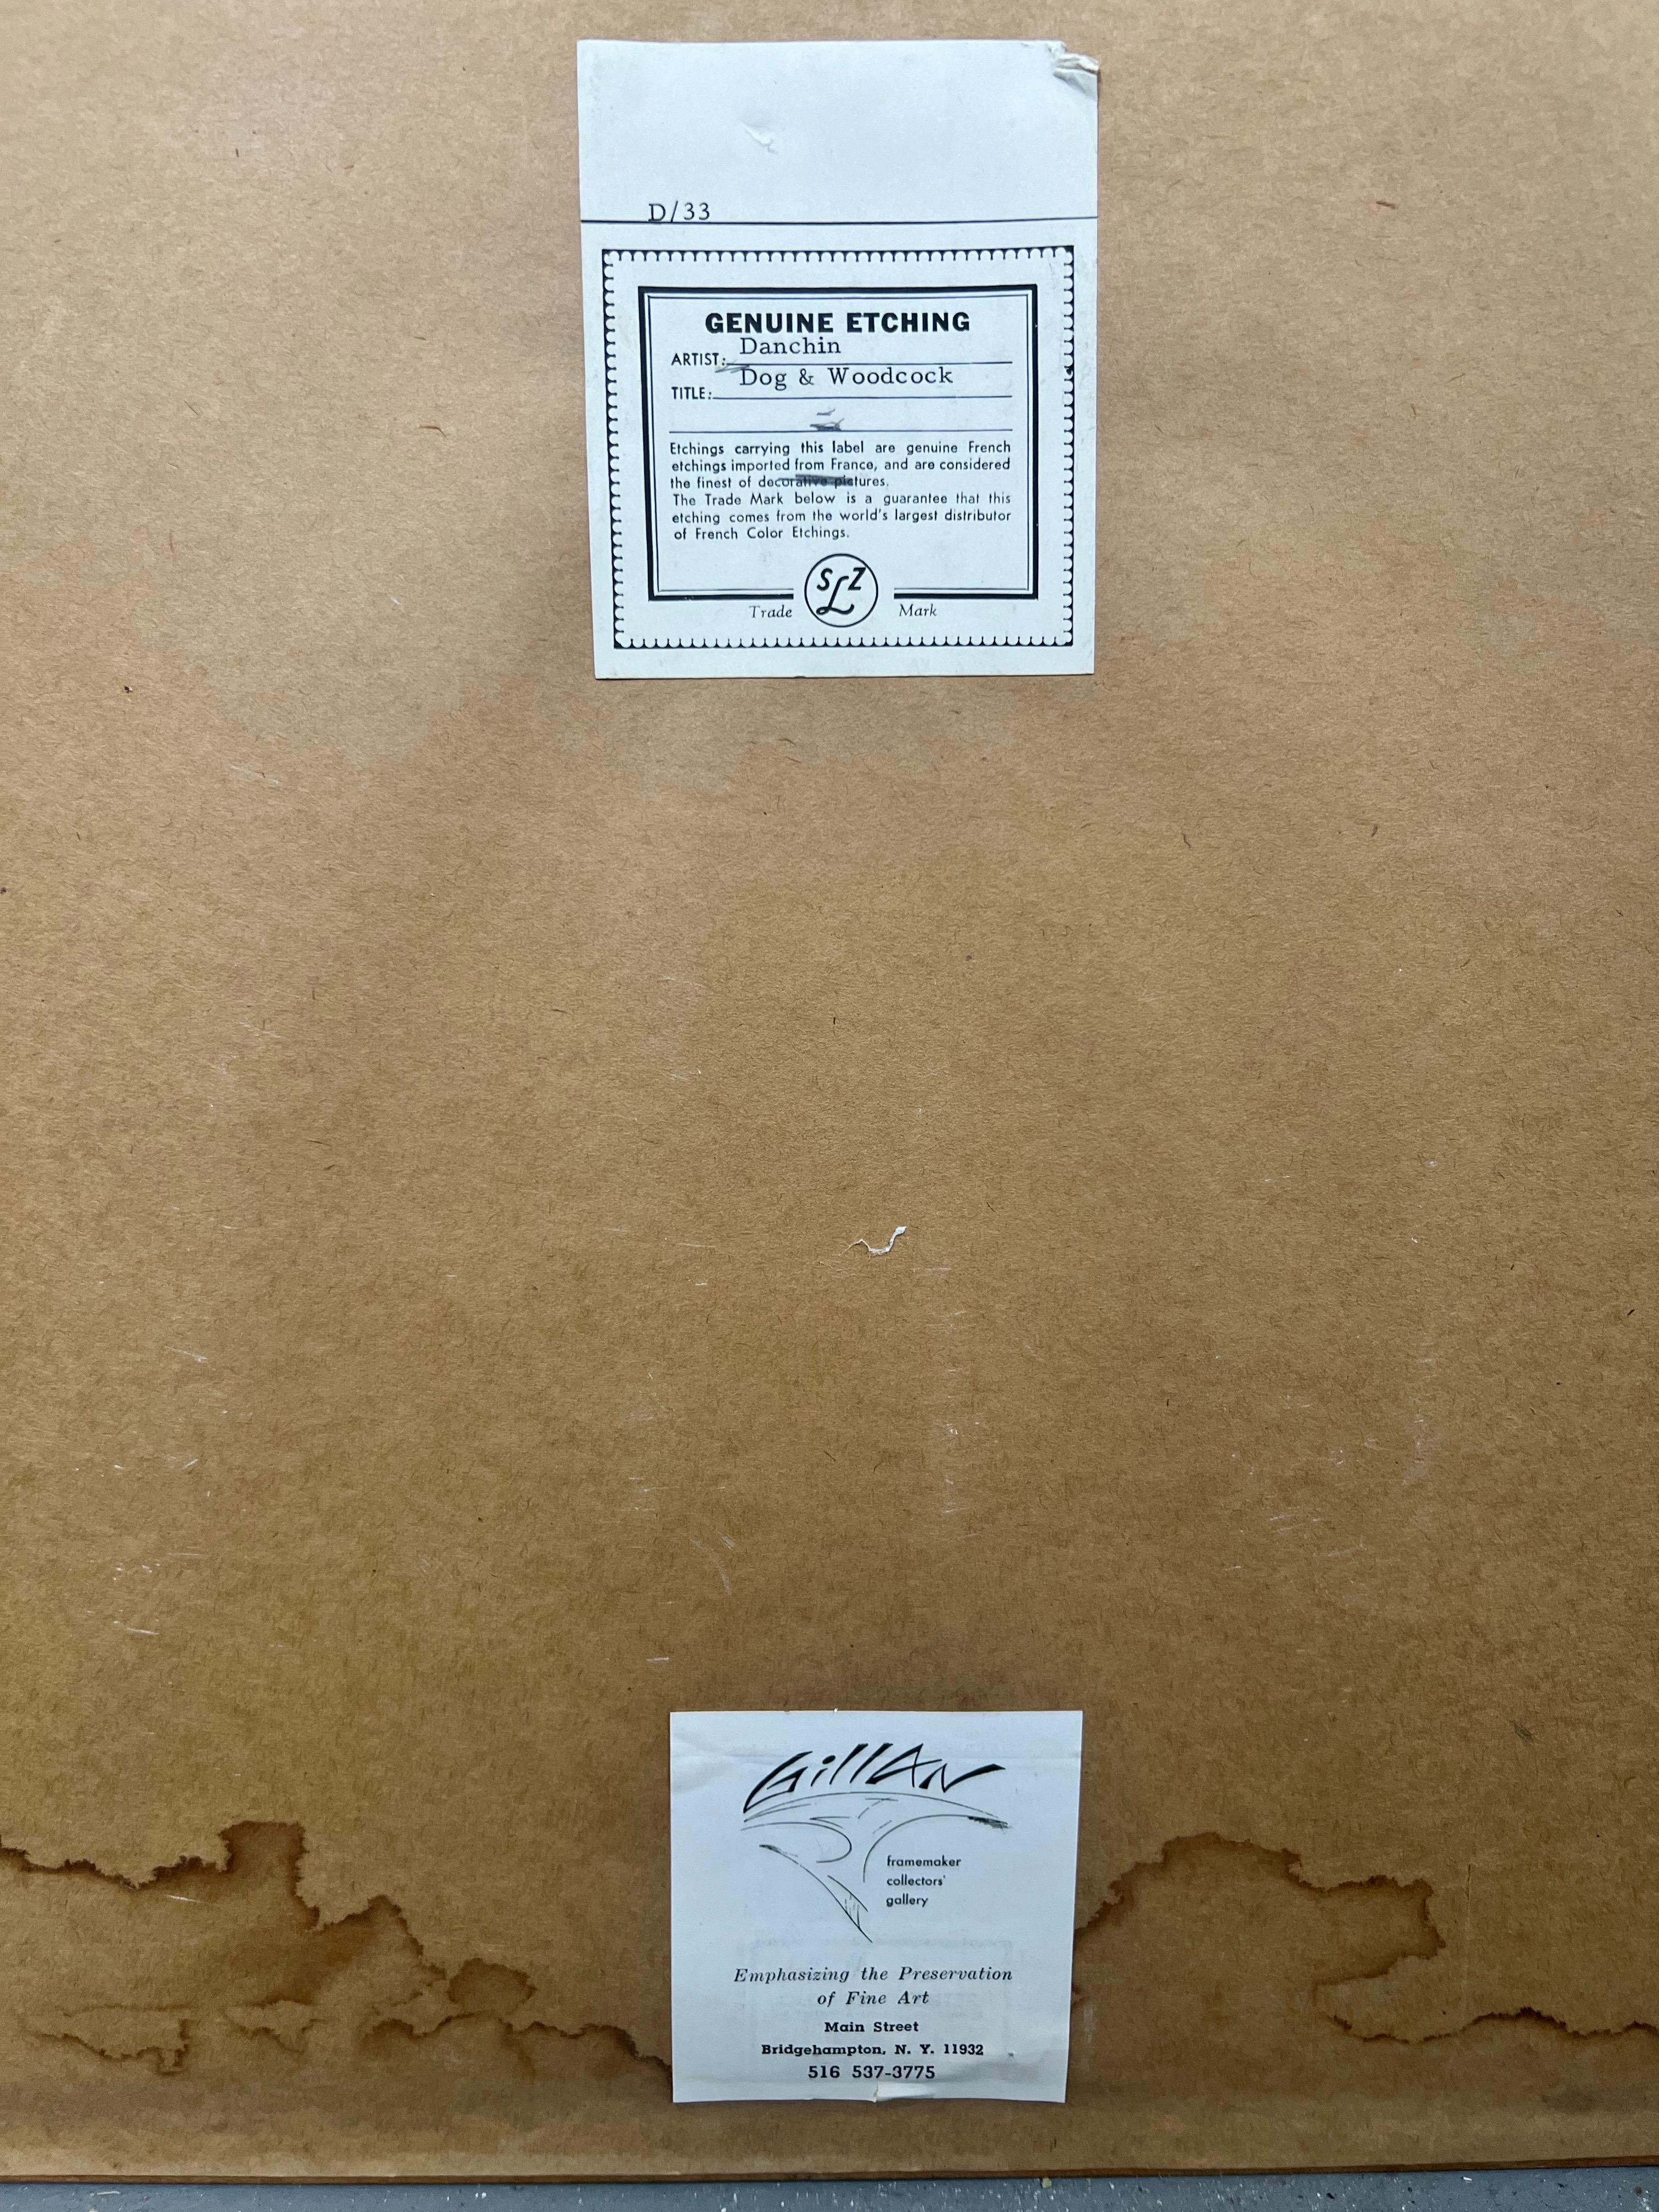 D/33
GENUINE ETCHING
ARTIST: Danchin
TITLE: Dog & Woodcock
Etchings carrying this label are genuine French
etchings imported from France, and are considered
the finest of decorative pictures.
The Trade Mark below is a guarantee that this
etching comes from the world's largest distributor
of French Color Etchings.
SLZ
Trade Mark
GillAN
framemaker
collectors'
gallery
Emphasizing the Preservation
of Fine Art
Main Street
Bridgehampton, N. Y. 11932
516 537-3775